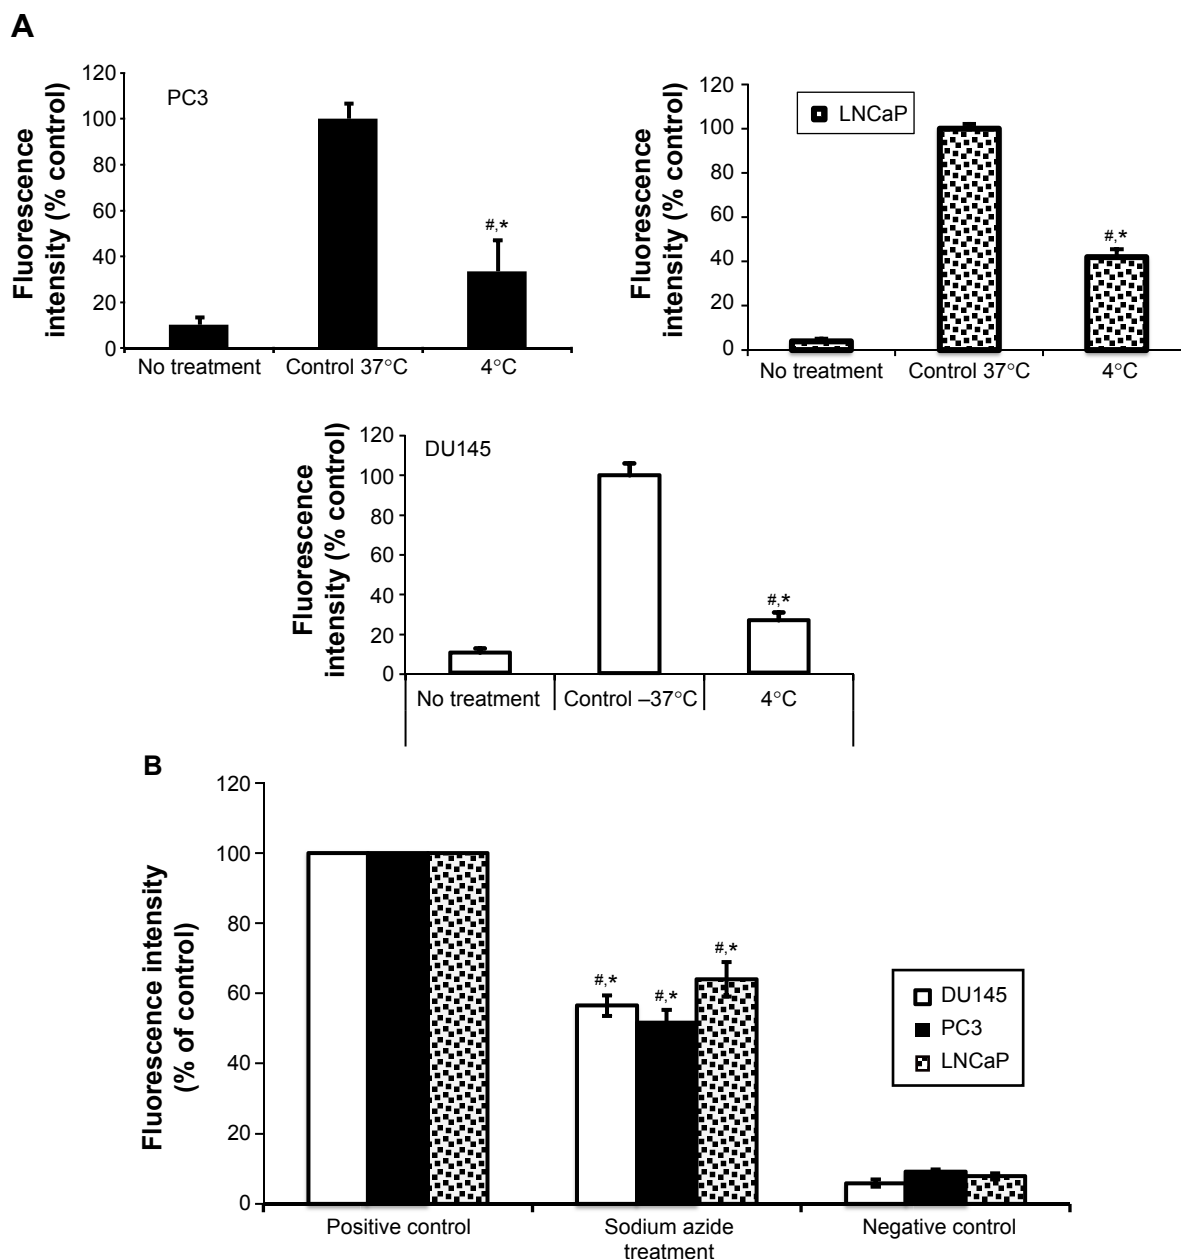 A
Fluorescence
intensity (% control)
120
100
80
60
40
20
0
PC3
#,*
No treatment
Control 37°C
4°C
Fluorescence
intensity (% control)
120
100
80
60
40
20
0
LNCaP
#,*
No treatment
Control 37°C
4°C
Fluorescence
intensity (% control)
120
100
80
60
40
20
0
DU145
#,*
No treatment
Control –37°C
4°C
B
Fluorescence intensity
(% of control)
120
100
80
60
40
20
0
#,*
#,*
#,*
DU145
PC3
LNCaP
Positive control
Sodium azide
treatment
Negative control